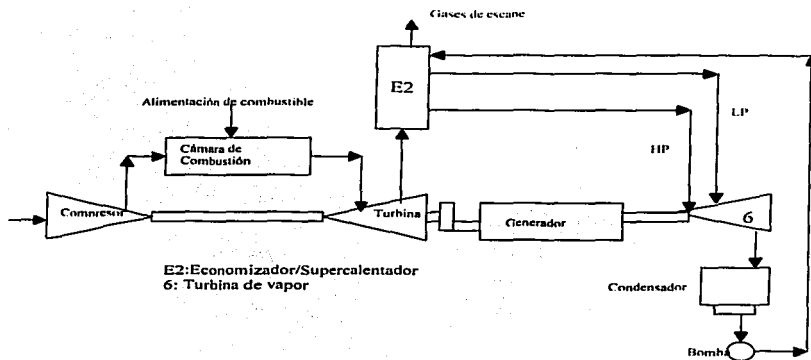 Gases de escape
E2
Alimentación de combustible
LP
Cámara de
Combustión
HP
Compresor
Turbina
Generador
6
E2:Economizador/Supercalentador
6: Turbina de vapor
Condensador
Bomba